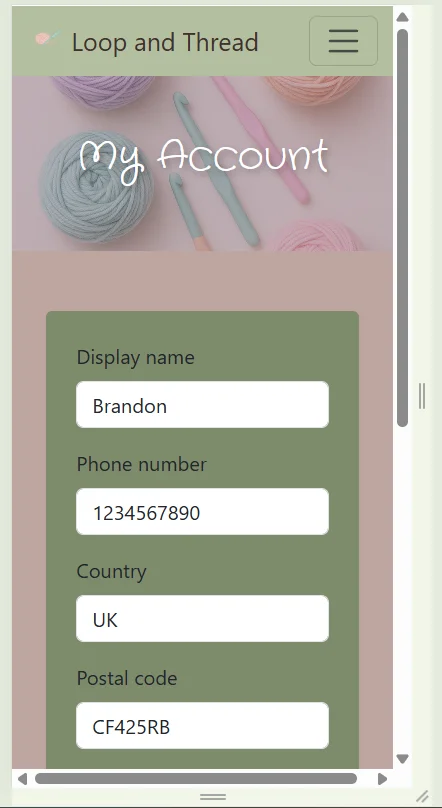 Loop and Thread
My Account
Display name
Brandon
Phone number
1234567890
Country
UK
Postal code
CF425RB